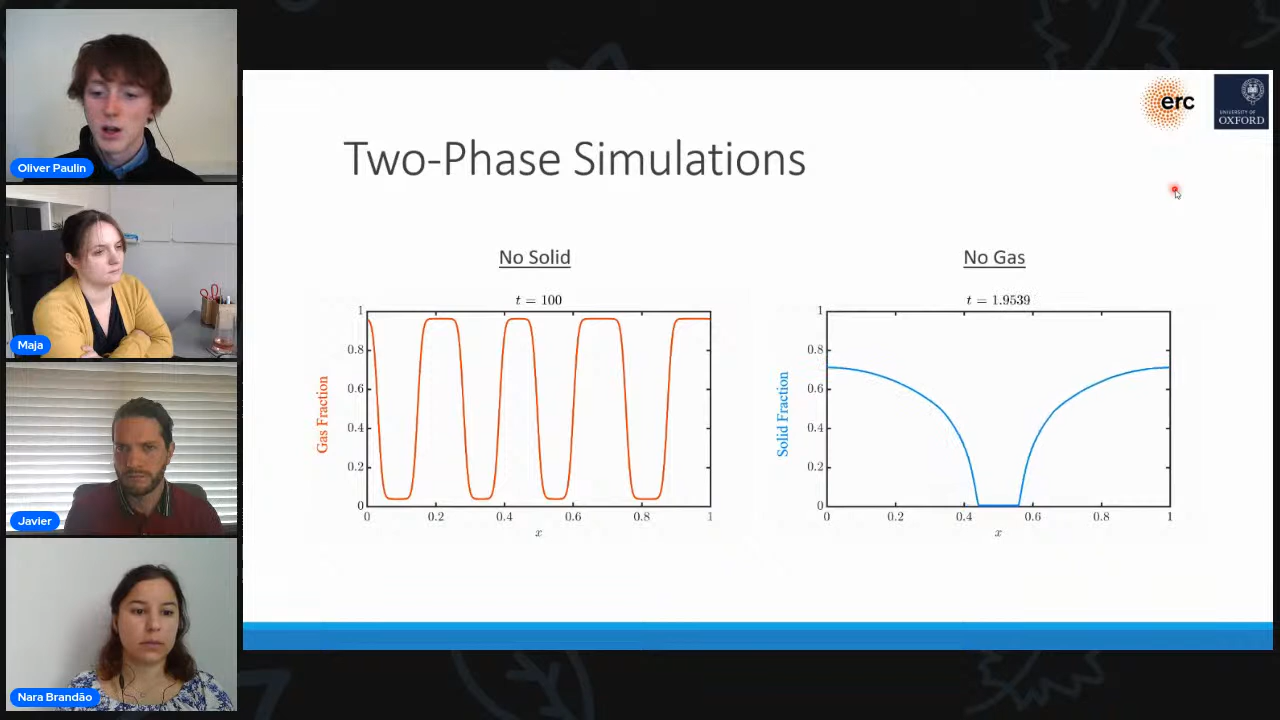 Oliver Paulin
Maja
Javier
Nara Brandão
erc
UNIVERSITY OF
OXFORD
Two-Phase Simulations
No Solid
t = 100
Gas Fraction
1
0.8
0.6
0.4
0.2
0
0 0.2 0.4 0.6 0.8 1
x
No Gas
t = 1.9539
Solid Fraction
1
0.8
0.6
0.4
0.2
0
0 0.2 0.4 0.6 0.8 1
x